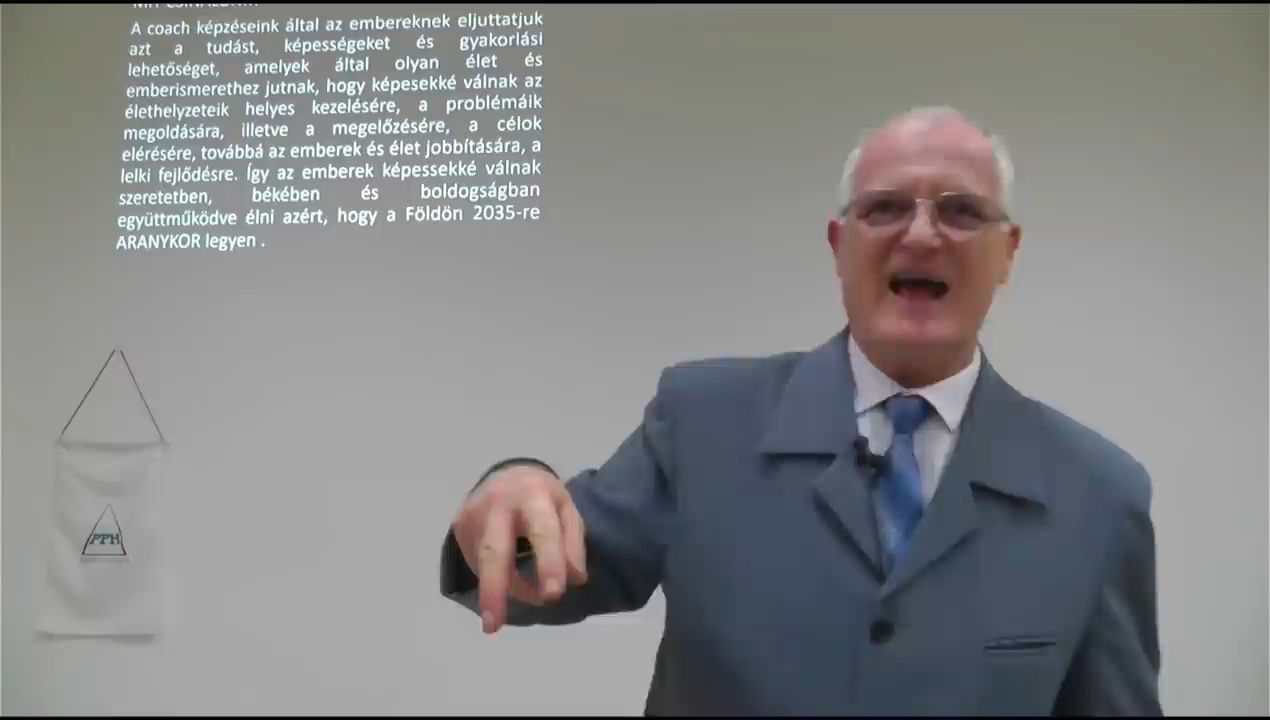 A coach képzéseink által az embereknek eljuttatjuk
azt a tudást, képességeket és gyakorlási
lehetőséget, amelyek által olyan élet és
emberismerethez jutnak, hogy képesekké válnak az
élethelyzeteik helyes kezelésére, a problémáik
megoldására, illetve a megelőzésére, a célok
elérésére, továbbá az emberek és élet jobbítására, a
lelki fejlődésre. Így az emberek képessekké válnak
szeretetben, békében és boldogságban
együttműködve élni azért, hogy a Földön 2035-re
ARANYKOR legyen .
PPH